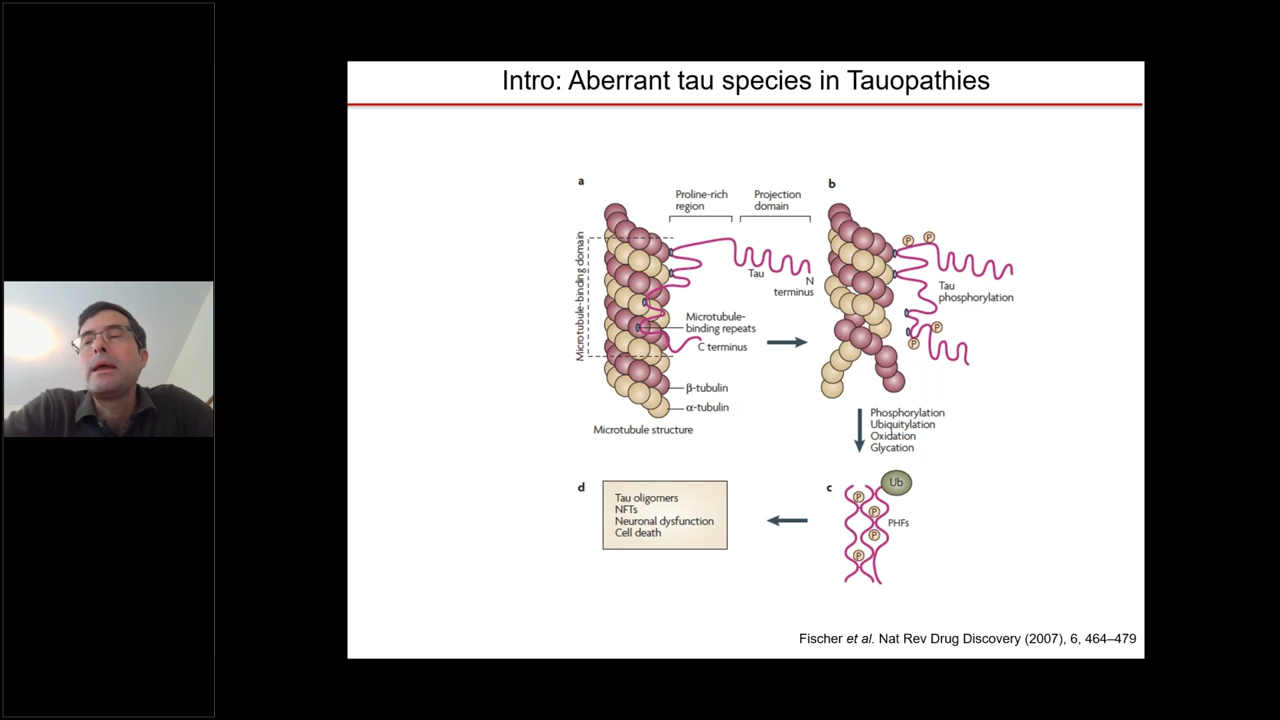 Intro: Aberrant tau species in Tauopathies
a
Proline-rich
region
Projection
domain
Microtubule-binding domain
Tau
N
terminus
Microtubule-
binding repeats
C terminus
β-tubulin
α-tubulin
Microtubule structure
b
P
P
Tau
phosphorylation
P
P
Phosphorylation
Ubiquitylation
Oxidation
Glycation
c
Ub
P
P
PHFs
P
P
d
Tau oligomers
NFTs
Neuronal dysfunction
Cell death
Fischer et al. Nat Rev Drug Discovery (2007), 6, 464–479